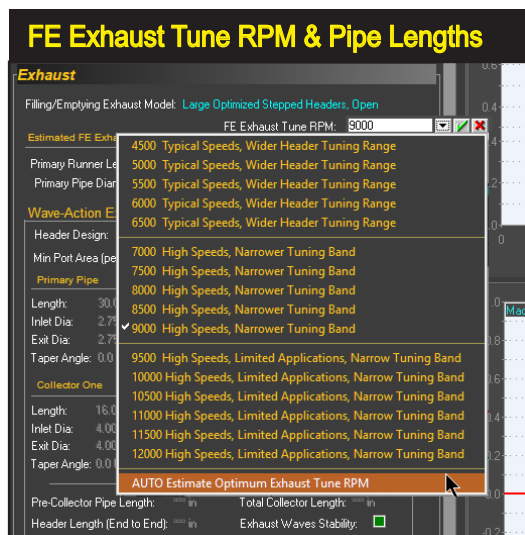 FE Exhaust Tune RPM & Pipe Lengths
Exhaust
Filling/Emptying Exhaust Model: Large Optimized Stepped Headers, Open
FE Exhaust Tune RPM: 9000
Estimated FE Exha
4500 Typical Speeds, Wider Header Tuning Range
5000 Typical Speeds, Wider Header Tuning Range
Primary Runner Le
5500 Typical Speeds, Wider Header Tuning Range
Primary Pipe Diar
6000 Typical Speeds, Wider Header Tuning Range
Wave-Action E
6500 Typical Speeds, Wider Header Tuning Range
Header Design:
7000 High Speeds, Narrower Tuning Band
Min Port Area (pe
7500 High Speeds, Narrower Tuning Band
Primary Pipe
8000 High Speeds, Narrower Tuning Band
Length: 30.0
8500 High Speeds, Narrower Tuning Band
Inlet Dia: 2.75
9000 High Speeds, Narrower Tuning Band
Exit Dia: 2.75
Taper Angle: 0.0
9500 High Speeds, Limited Applications, Narrow Tuning Band
10000 High Speeds, Limited Applications, Narrow Tuning Band
Collector One
10500 High Speeds, Limited Applications, Narrow Tuning Band
Length: 16.0
11000 High Speeds, Limited Applications, Narrow Tuning Band
Inlet Dia: 4.00
11500 High Speeds, Limited Applications, Narrow Tuning Band
Exit Dia: 4.00
12000 High Speeds, Limited Applications, Narrow Tuning Band
Taper Angle: 0.0
AUTO Estimate Optimum Exhaust Tune RPM
Pre-Collector Pipe Length: in Total Collector Length: in
Header Length (End to End): in Exhaust Waves Stability:
0.6
0.4
0
Mac
-0.2